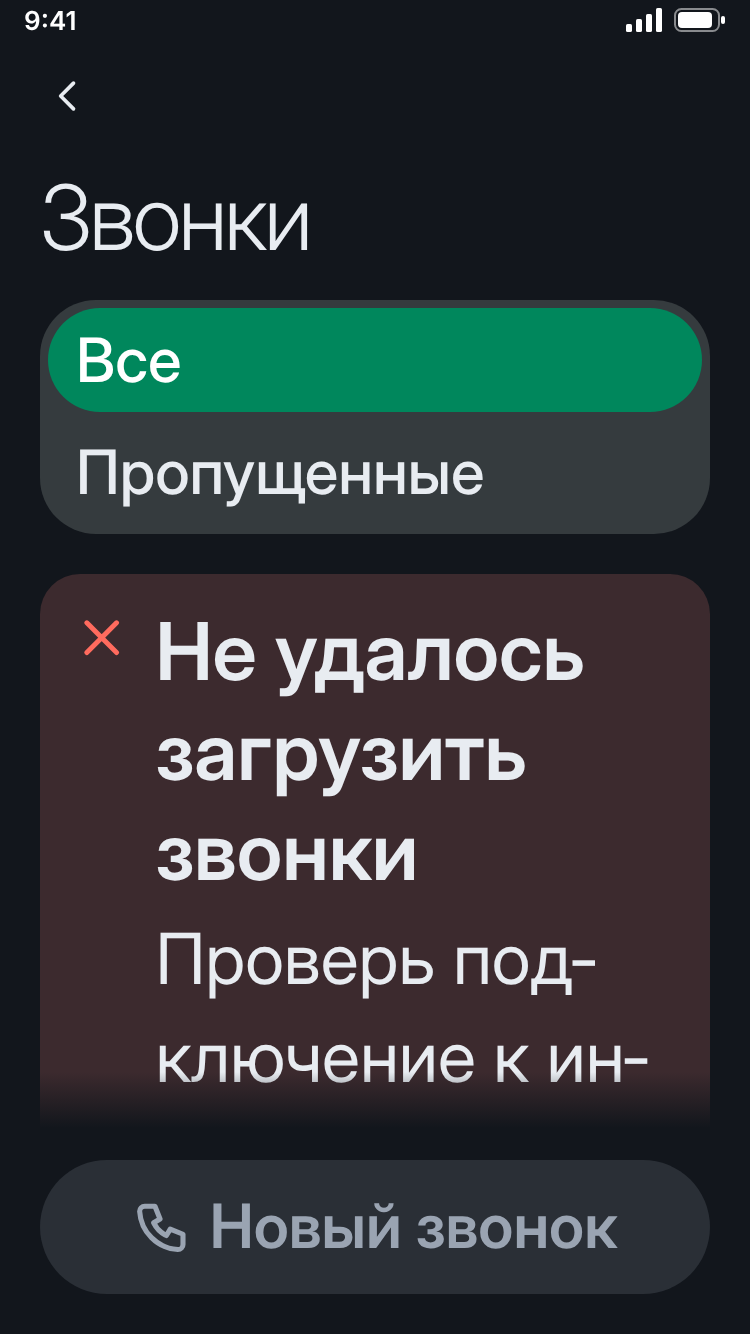 9:41
Звонки
Все
Пропущенные
Не удалось
загрузить
звонки
Проверь под-
ключение к ин-
Новый звонок